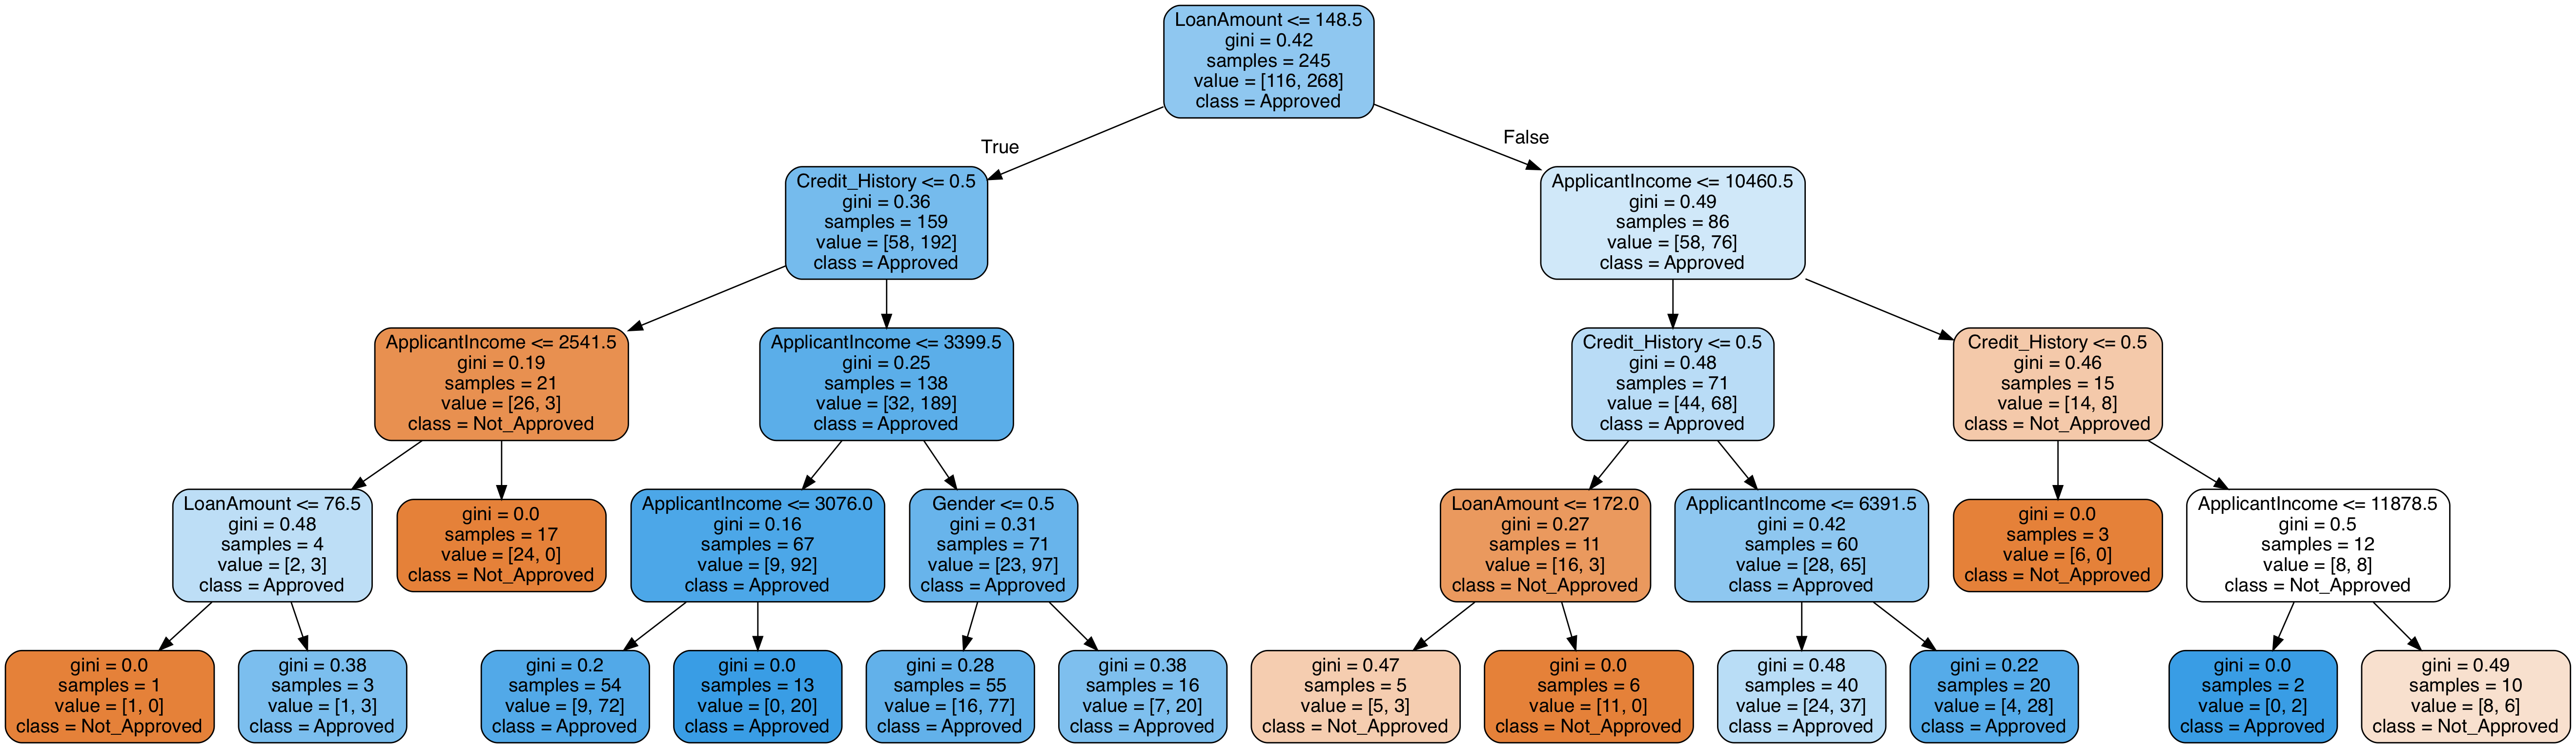 LoanAmount <= 148.5
gini = 0.42
samples = 245
value = [116, 268]
class = Approved
True
False
Credit_History <= 0.5
gini = 0.36
samples = 159
value = [58, 192]
class = Approved
ApplicantIncome <= 10460.5
gini = 0.49
samples = 86
value = [58, 76]
class = Approved
ApplicantIncome <= 2541.5
gini = 0.19
samples = 21
value = [26, 3]
class = Not_Approved
ApplicantIncome <= 3399.5
gini = 0.25
samples = 138
value = [32, 189]
class = Approved
Credit_History <= 0.5
gini = 0.48
samples = 71
value = [44, 68]
class = Approved
Credit_History <= 0.5
gini = 0.46
samples = 15
value = [14, 8]
class = Not_Approved
LoanAmount <= 76.5
gini = 0.48
samples = 4
value = [2, 3]
class = Approved
gini = 0.0
samples = 17
value = [24, 0]
class = Not_Approved
ApplicantIncome <= 3076.0
gini = 0.16
samples = 67
value = [9, 92]
class = Approved
Gender <= 0.5
gini = 0.31
samples = 71
value = [23, 97]
class = Approved
LoanAmount <= 172.0
gini = 0.27
samples = 11
value = [16, 3]
class = Not_Approved
ApplicantIncome <= 6391.5
gini = 0.42
samples = 60
value = [28, 65]
class = Approved
gini = 0.0
samples = 3
value = [6, 0]
class = Not_Approved
ApplicantIncome <= 11878.5
gini = 0.5
samples = 12
value = [8, 8]
class = Not_Approved
gini = 0.0
samples = 1
value = [1, 0]
class = Not_Approved
gini = 0.38
samples = 3
value = [1, 3]
class = Approved
gini = 0.2
samples = 54
value = [9, 72]
class = Approved
gini = 0.0
samples = 13
value = [0, 20]
class = Approved
gini = 0.28
samples = 55
value = [16, 77]
class = Approved
gini = 0.38
samples = 16
value = [7, 20]
class = Approved
gini = 0.47
samples = 5
value = [5, 3]
class = Not_Approved
gini = 0.0
samples = 6
value = [11, 0]
class = Not_Approved
gini = 0.48
samples = 40
value = [24, 37]
class = Approved
gini = 0.22
samples = 20
value = [4, 28]
class = Approved
gini = 0.0
samples = 2
value = [0, 2]
class = Approved
gini = 0.49
samples = 10
value = [8, 6]
class = Not_Approved